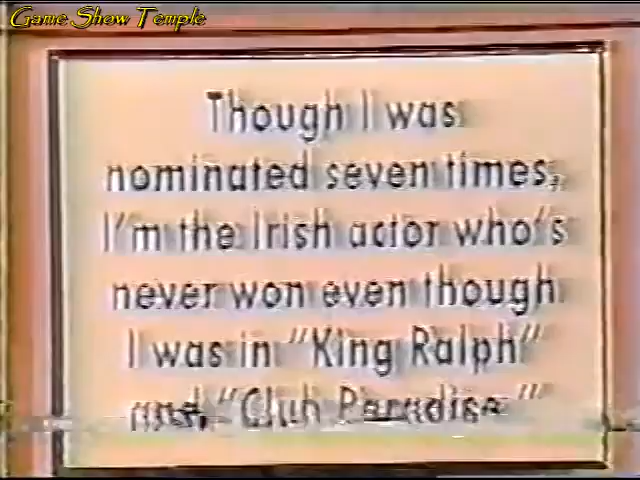 Game Show Temple
Though I was
nominated seven times,
I'm the Irish actor who's
never won even though
I was in "King Ralph"
and, "Club Paradise."